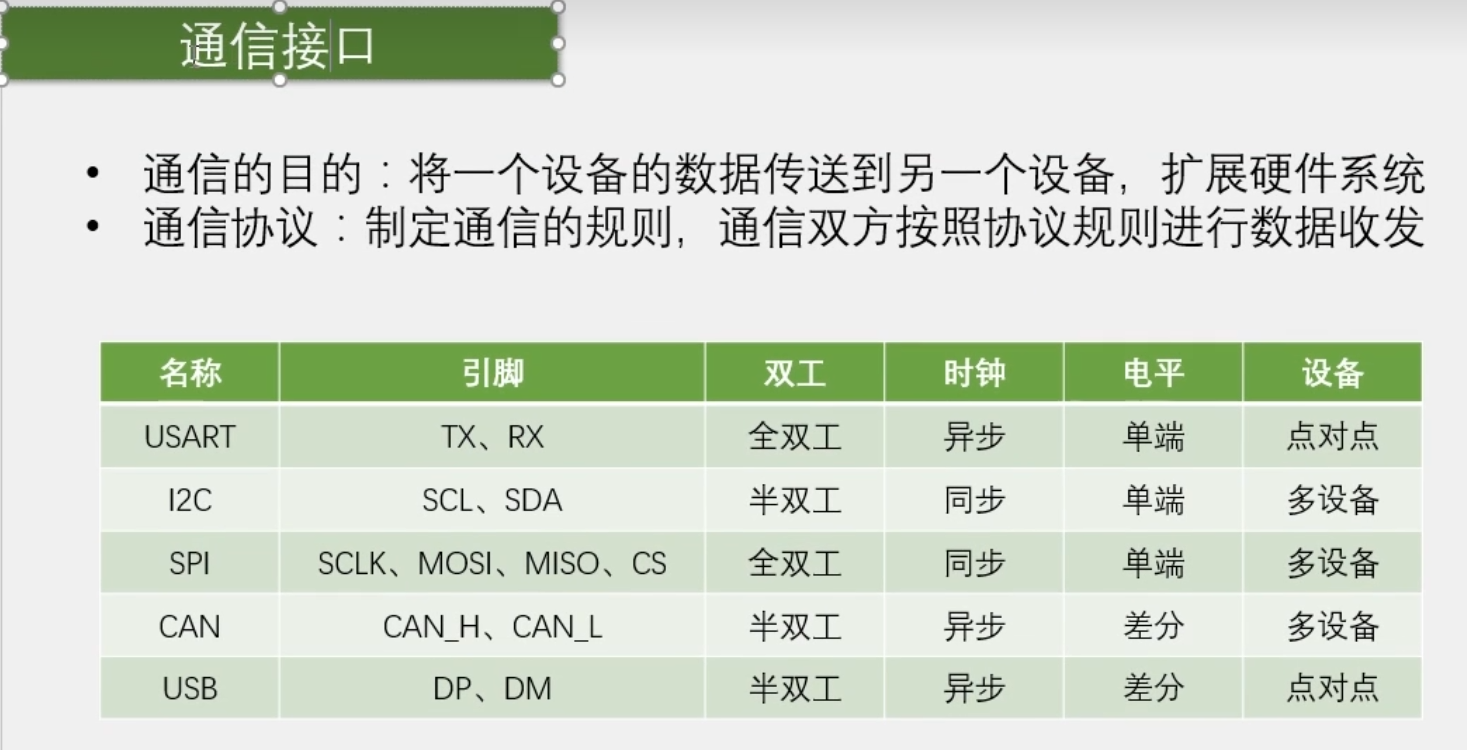 通信接口
• 通信的目的：将一个设备的数据传送到另一个设备，扩展硬件系统
• 通信协议：制定通信的规则，通信双方按照协议规则进行数据收发
名称 引脚 双工 时钟 电平 设备
USART TX、RX 全双工 异步 单端 点对点
I2C SCL、SDA 半双工 同步 单端 多设备
SPI SCLK、MOSI、MISO、CS 全双工 同步 单端 多设备
CAN CAN_H、CAN_L 半双工 异步 差分 多设备
USB DP、DM 半双工 异步 差分 点对点